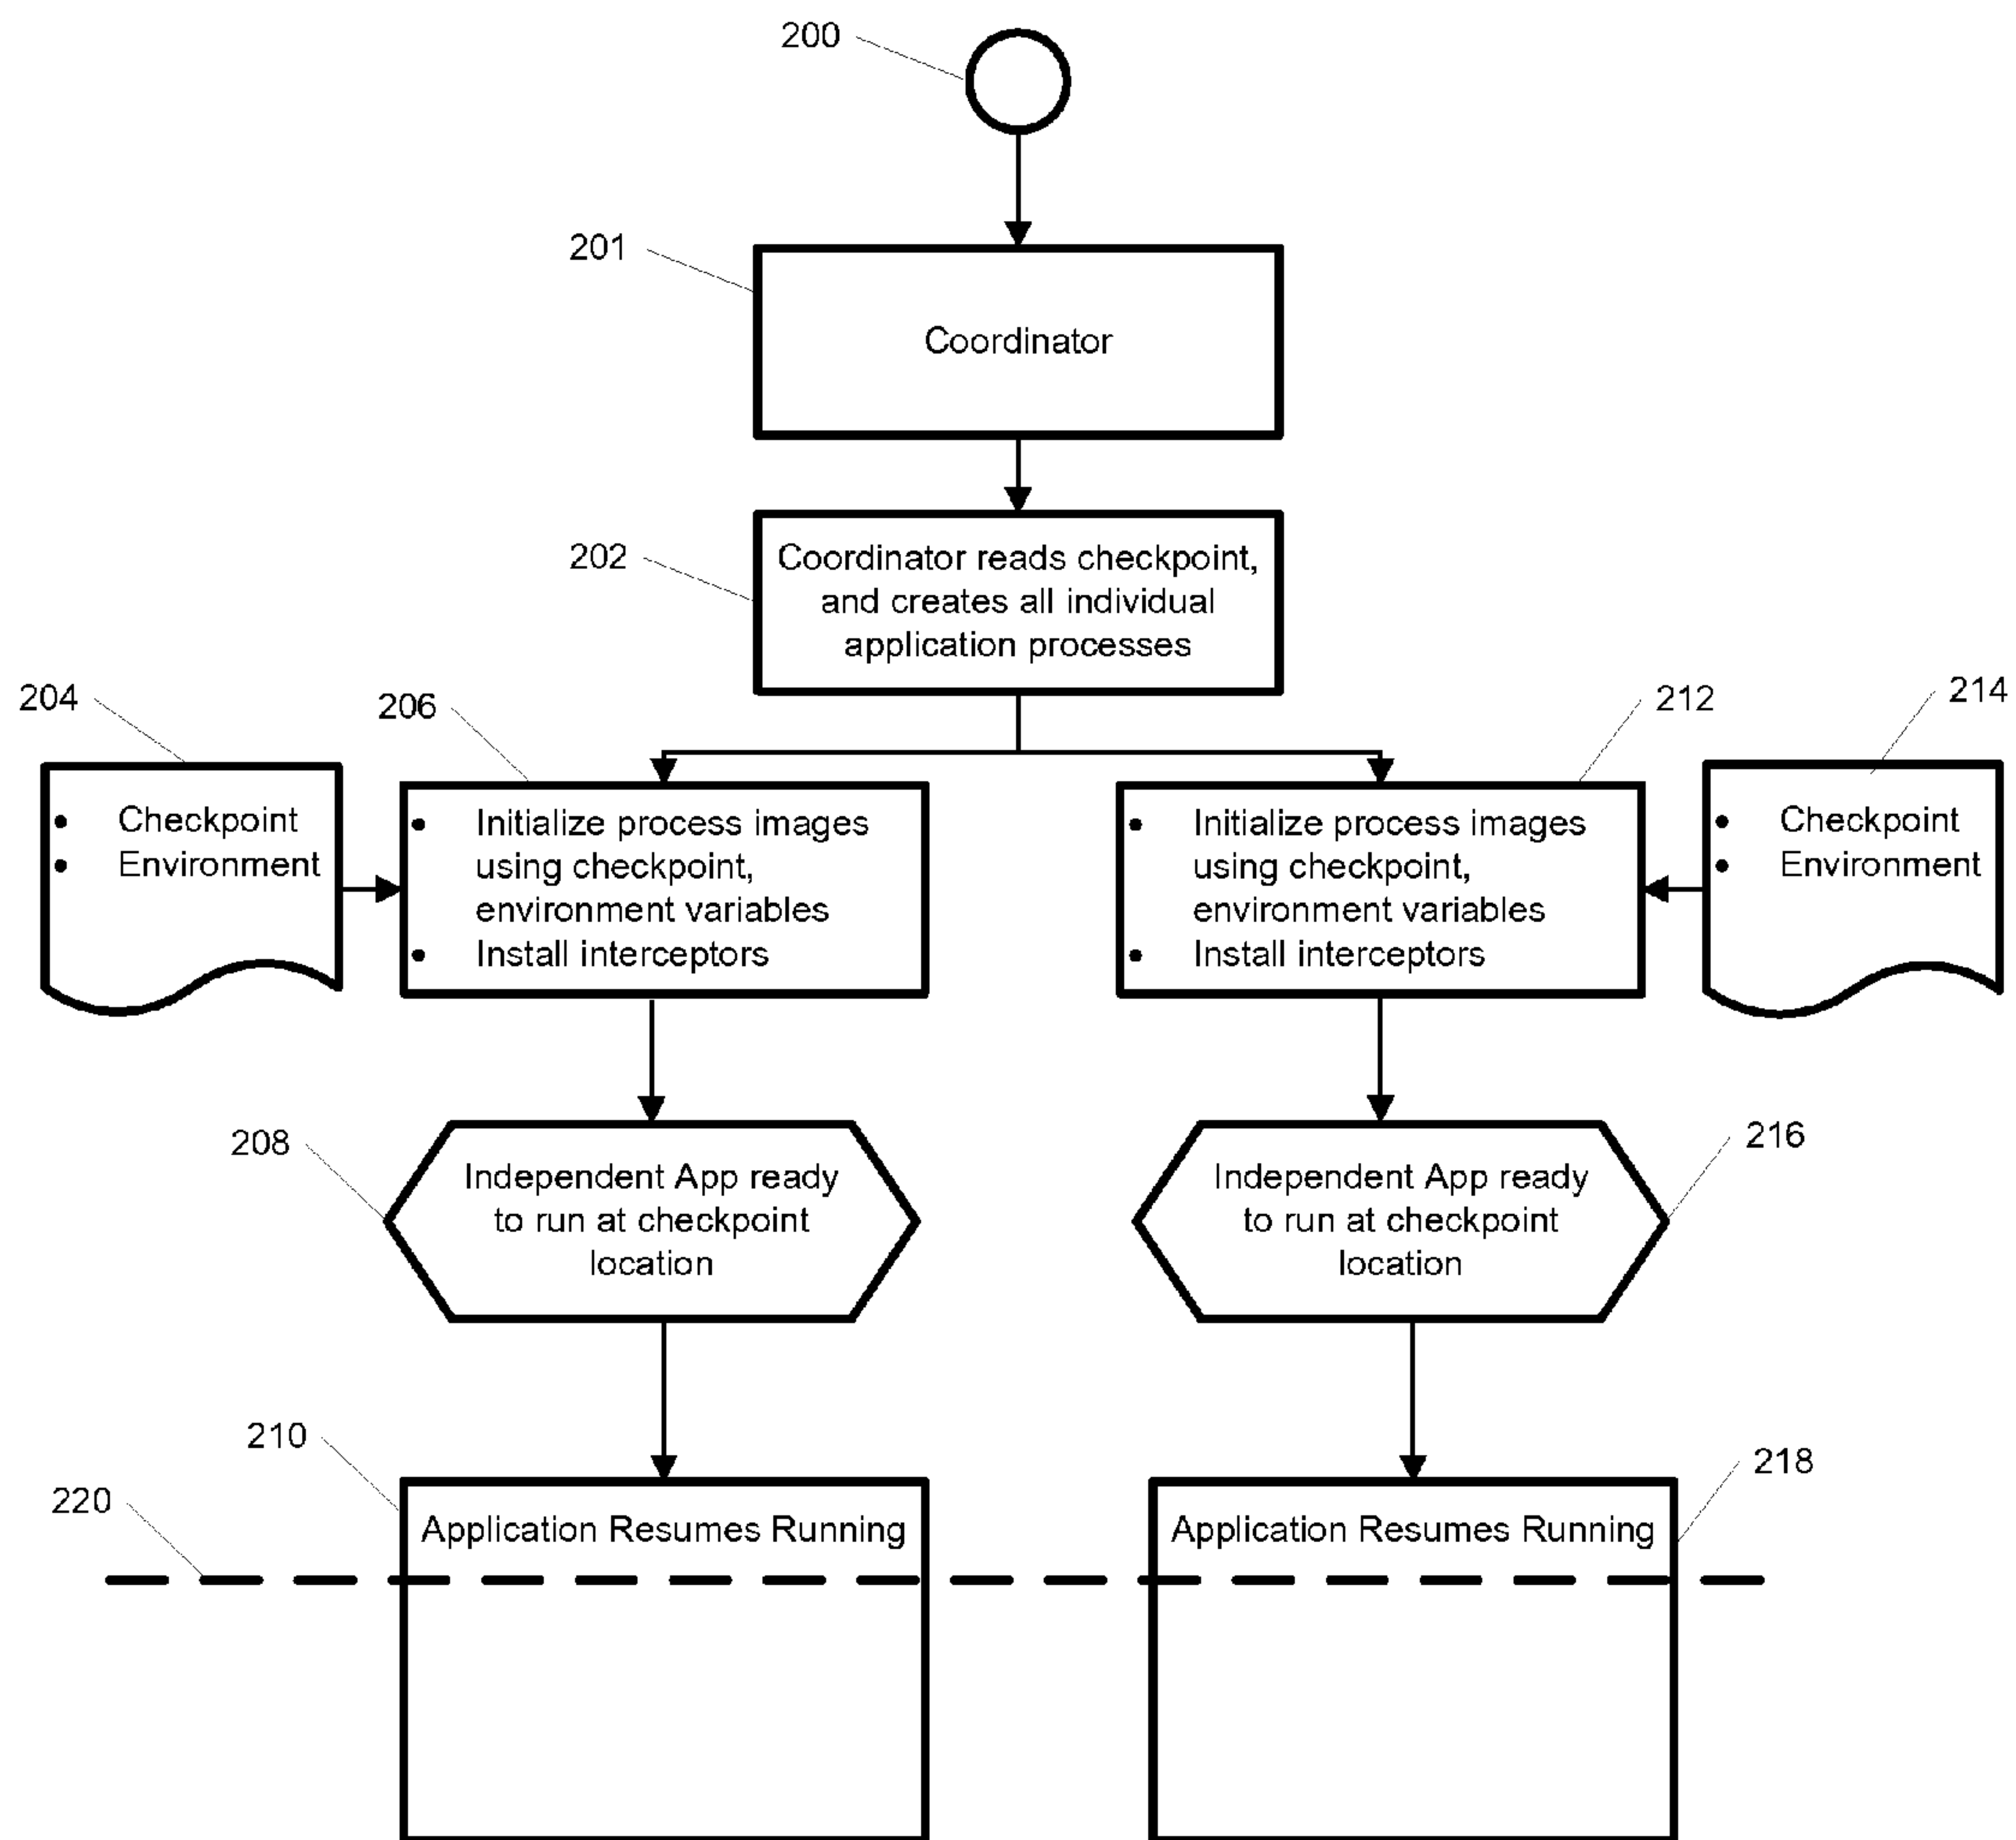 200
201
Coordinator
202
Coordinator reads checkpoint,
and creates all individual
application processes
204
206
212
214
• Checkpoint
• Environment
• Initialize process images
using checkpoint,
environment variables
• Install interceptors
• Initialize process images
using checkpoint,
environment variables
• Install interceptors
• Checkpoint
• Environment
208
Independent App ready
to run at checkpoint
location
Independent App ready
to run at checkpoint
location
216
210
218
220
Application Resumes Running
Application Resumes Running